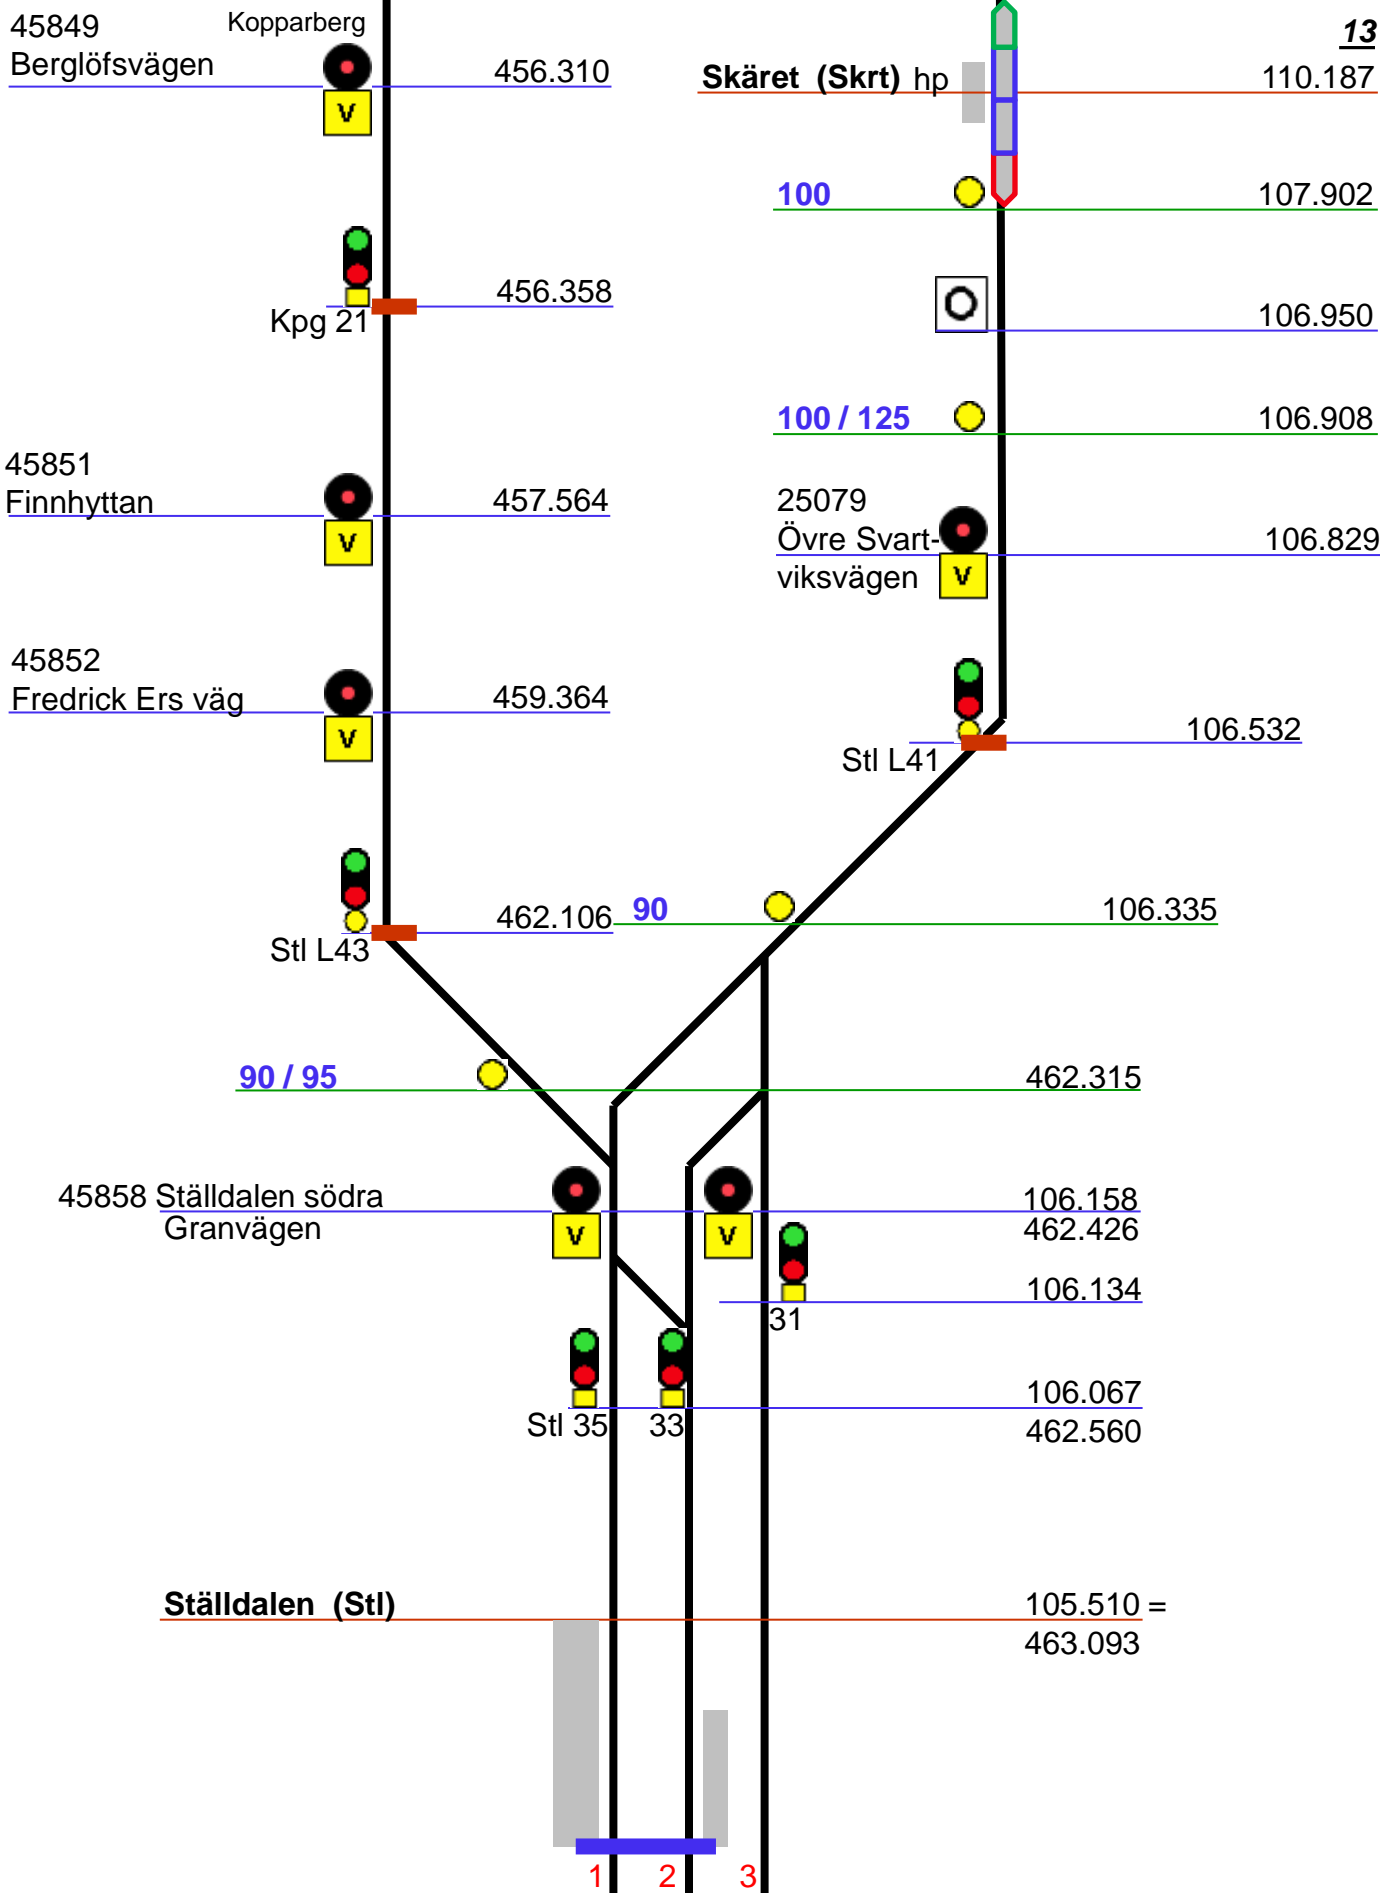 45849
Kopparberg
Berglöfsvägen
456.310
V
13
Skäret (Skrt) hp
110.187
100
107.902
456.358
Kpg 21
O
106.950
100 / 125
106.908
45851
Finnhyttan
457.564
V
25079
Övre Svart-
viksvägen
106.829
V
45852
Fredrick Ers väg
459.364
V
106.532
Stl L41
462.106
Stl L43
90
106.335
90 / 95
462.315
45858 Ställdalen södra
Granvägen
V
V
106.158
462.426
106.134
31
106.067
462.560
Stl 35
33
Ställdalen (Stl)
105.510 =
463.093
1
2
3